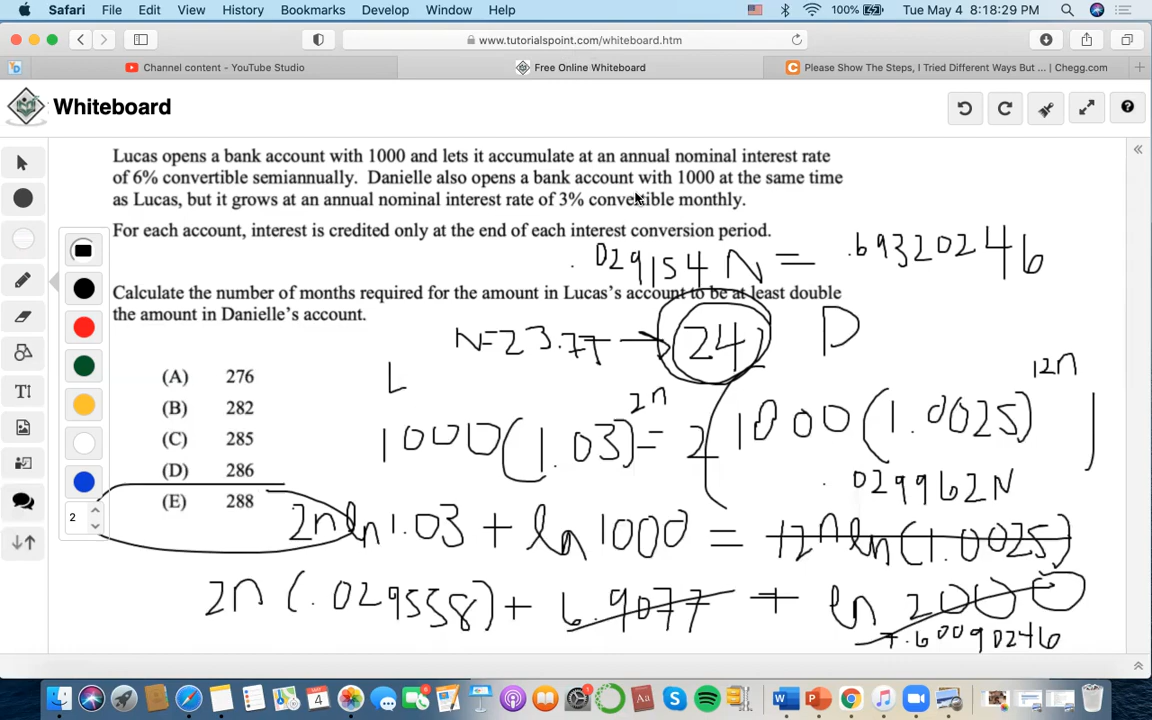 Safari File Edit View History Bookmarks Develop Window Help 100% Tue May 4 8:18:29 PM
www.tutorialspoint.com/whiteboard.htm
Channel content - YouTube Studio Free Online Whiteboard Please Show The Steps, I Tried Different Ways But ... | Chegg.com
Whiteboard
Lucas opens a bank account with 1000 and lets it accumulate at an annual nominal interest rate
of 6% convertible semiannually. Danielle also opens a bank account with 1000 at the same time
as Lucas, but it grows at an annual nominal interest rate of 3% convertible monthly.
For each account, interest is credited only at the end of each interest conversion period.
.029154 N = .69320246
Calculate the number of months required for the amount in Lucas's account to be at least double
the amount in Danielle's account.
N=23.77 → 24 D
(A) 276
L
(B) 282
1000(1.03)^2n = 2(1000(1.0025)^12n)
(C) 285
(D) 286
.029962N
(E) 288
2n ln 1.03 + ln 1000 = 12n ln(1.0025)
2n (.029558) + 6.9077 + ln 2000
7.60090246
2